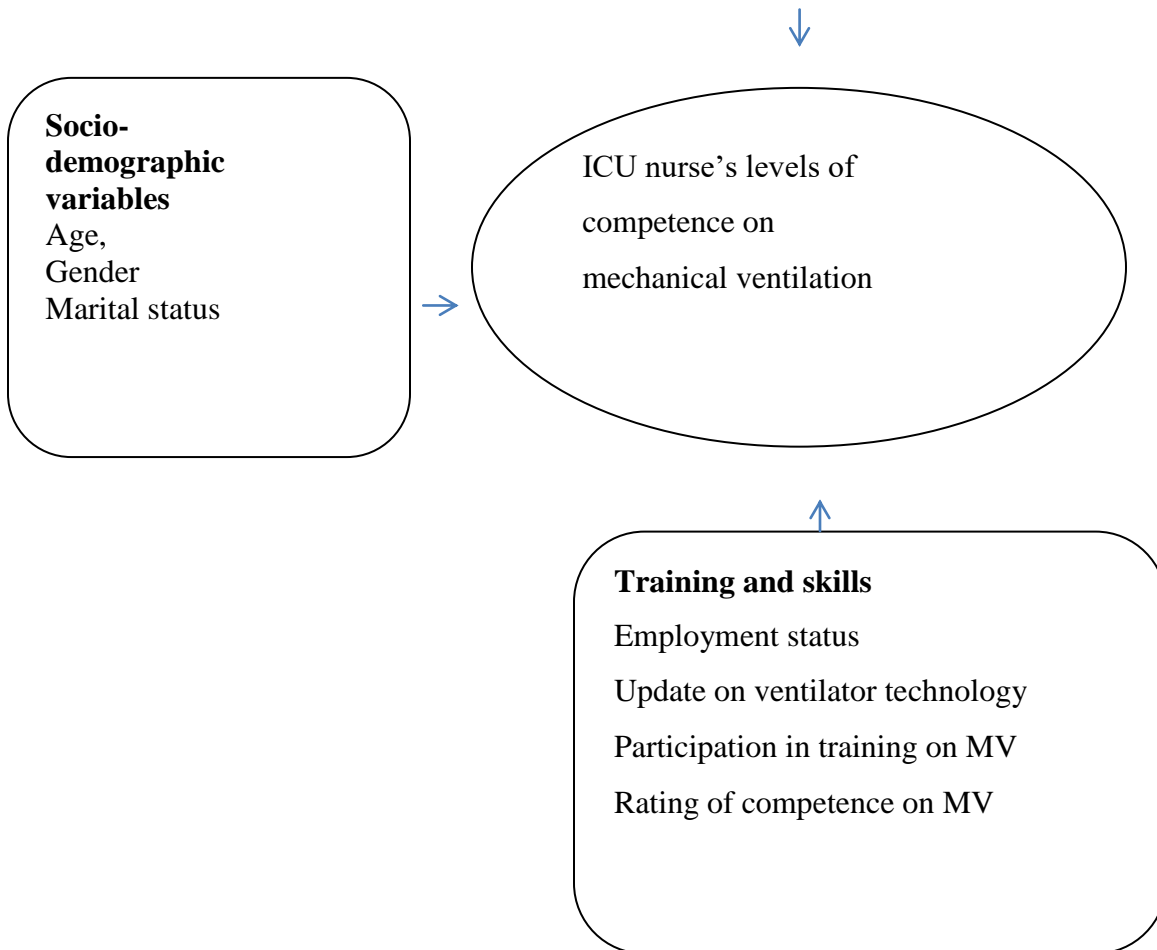 Socio-
demographic
variables
Age,
Gender
Marital status
ICU nurse’s levels of
competence on
mechanical ventilation
Training and skills
Employment status
Update on ventilator technology
Participation in training on MV
Rating of competence on MV